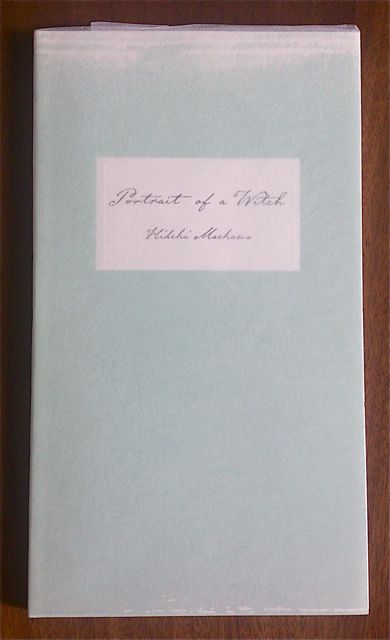 Portrait of a Witch
Hideki Maekawa